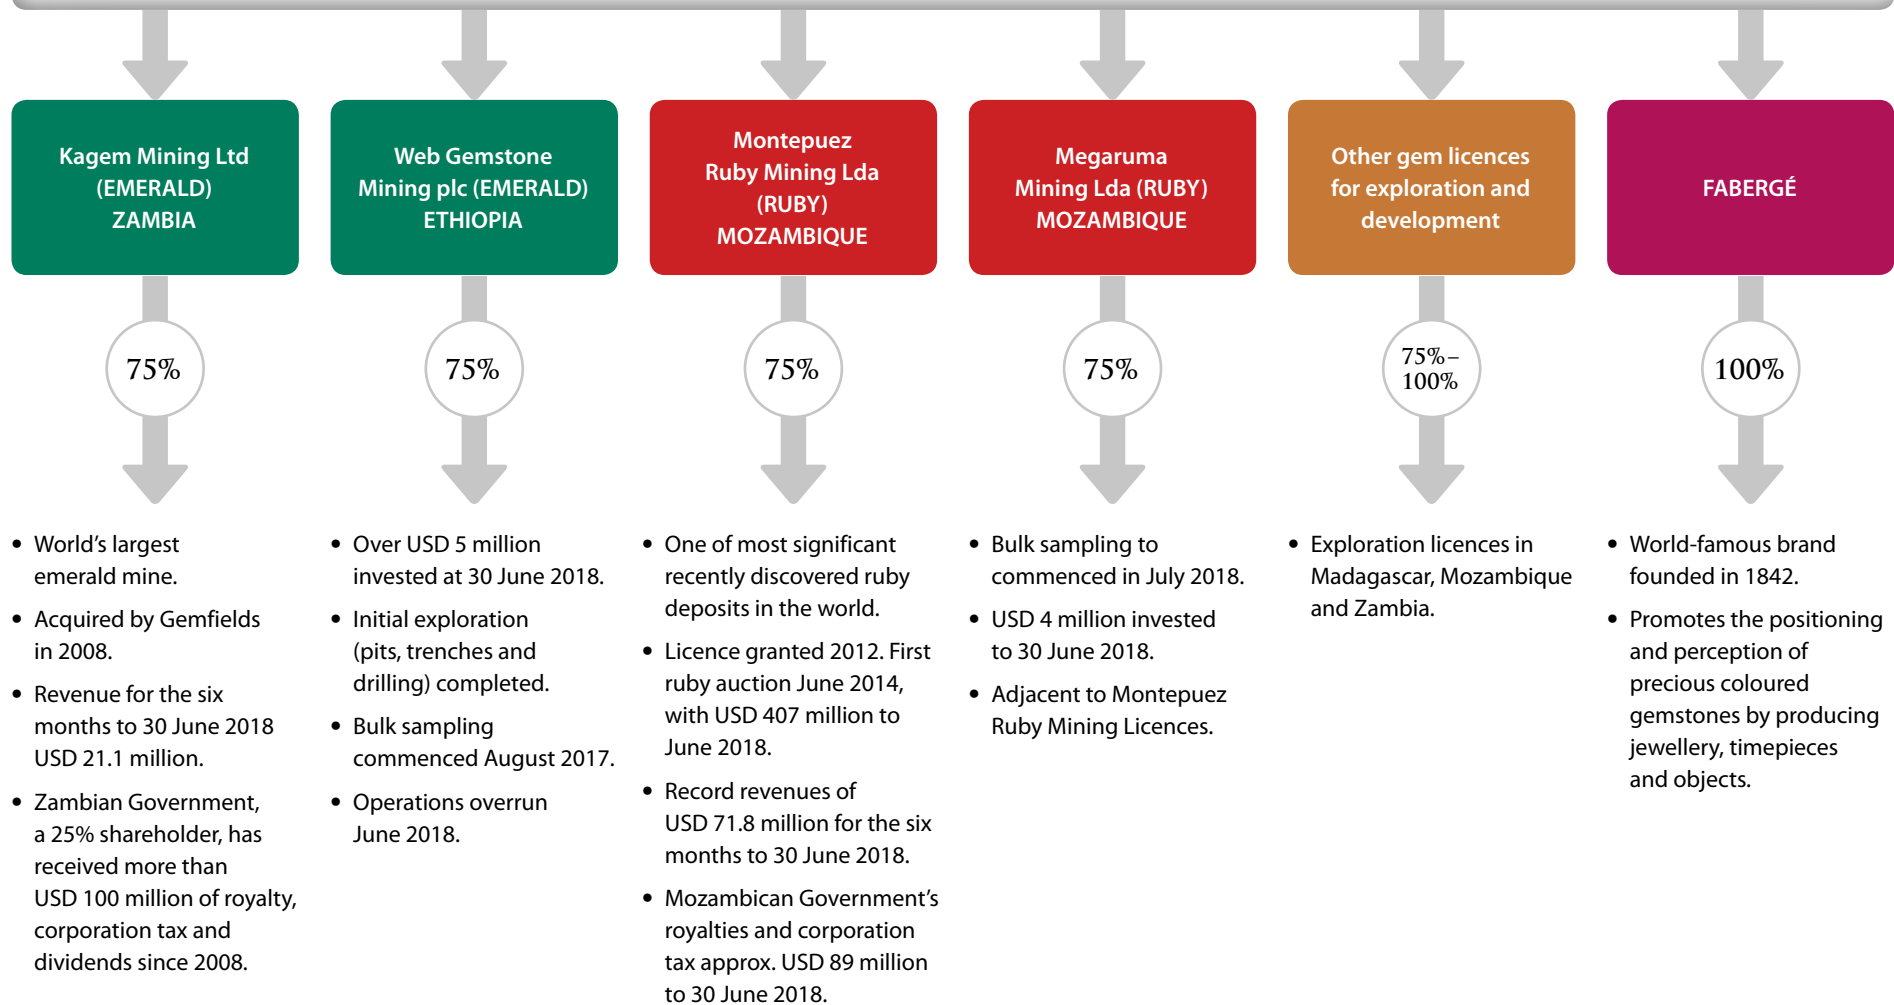 Kagem Mining Ltd
(EMERALD)
ZAMBIA
75%
• World's largest
emerald mine.
• Acquired by Gemfields
in 2008.
• Revenue for the six
months to 30 June 2018
USD 21.1 million.
• Zambian Government,
a 25% shareholder, has
received more than
USD 100 million of royalty,
corporation tax and
dividends since 2008.
Web Gemstone
Mining plc (EMERALD)
ETHIOPIA
75%
• Over USD 5 million
invested at 30 June 2018.
• Initial exploration
(pits, trenches and
drilling) completed.
• Bulk sampling
commenced August 2017.
• Operations overrun
June 2018.
Montepuez
Ruby Mining Lda
(RUBY)
MOZAMBIQUE
75%
• One of most significant
recently discovered ruby
deposits in the world.
• Licence granted 2012. First
ruby auction June 2014,
with USD 407 million to
June 2018.
• Record revenues of
USD 71.8 million for the six
months to 30 June 2018.
• Mozambican Government's
royalties and corporation
tax approx. USD 89 million
to 30 June 2018.
Megaruma
Mining Lda (RUBY)
MOZAMBIQUE
75%
• Bulk sampling to
commenced in July 2018.
• USD 4 million invested
to 30 June 2018.
• Adjacent to Montepuez
Ruby Mining Licences.
Other gem licences
for exploration and
development
75%–
100%
• Exploration licences in
Madagascar, Mozambique
and Zambia.
FABERGÉ
100%
• World-famous brand
founded in 1842.
• Promotes the positioning
and perception of
precious coloured
gemstones by producing
jewellery, timepieces
and objects.